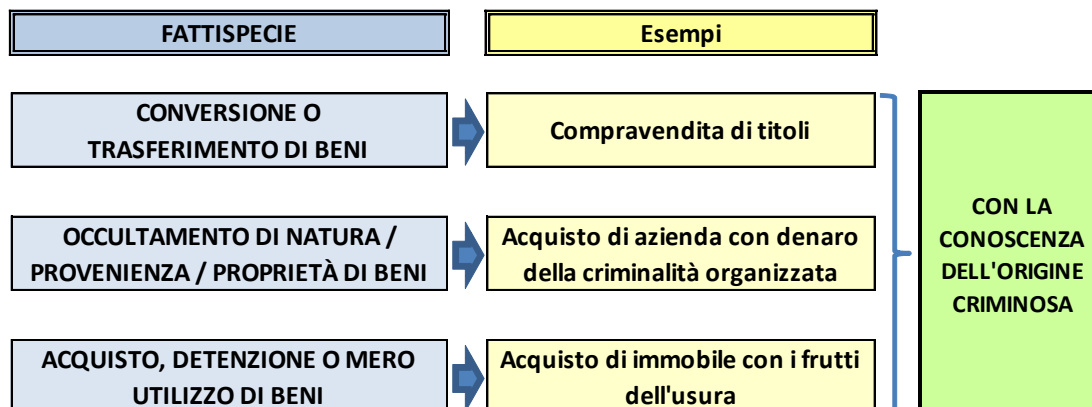 FATTISPECIE
Esempi
CONVERSIONE O
TRASFERIMENTO DI BENI
Compravendita di titoli
OCCULTAMENTO DI NATURA /
PROVENIENZA / PROPRIETÀ DI BENI
Acquisto di azienda con denaro
della criminalità organizzata
ACQUISTO, DETENZIONE O MERO
UTILIZZO DI BENI
Acquisto di immobile con i frutti
dell'usura
CON LA
CONOSCENZA
DELL'ORIGINE
CRIMINOSA